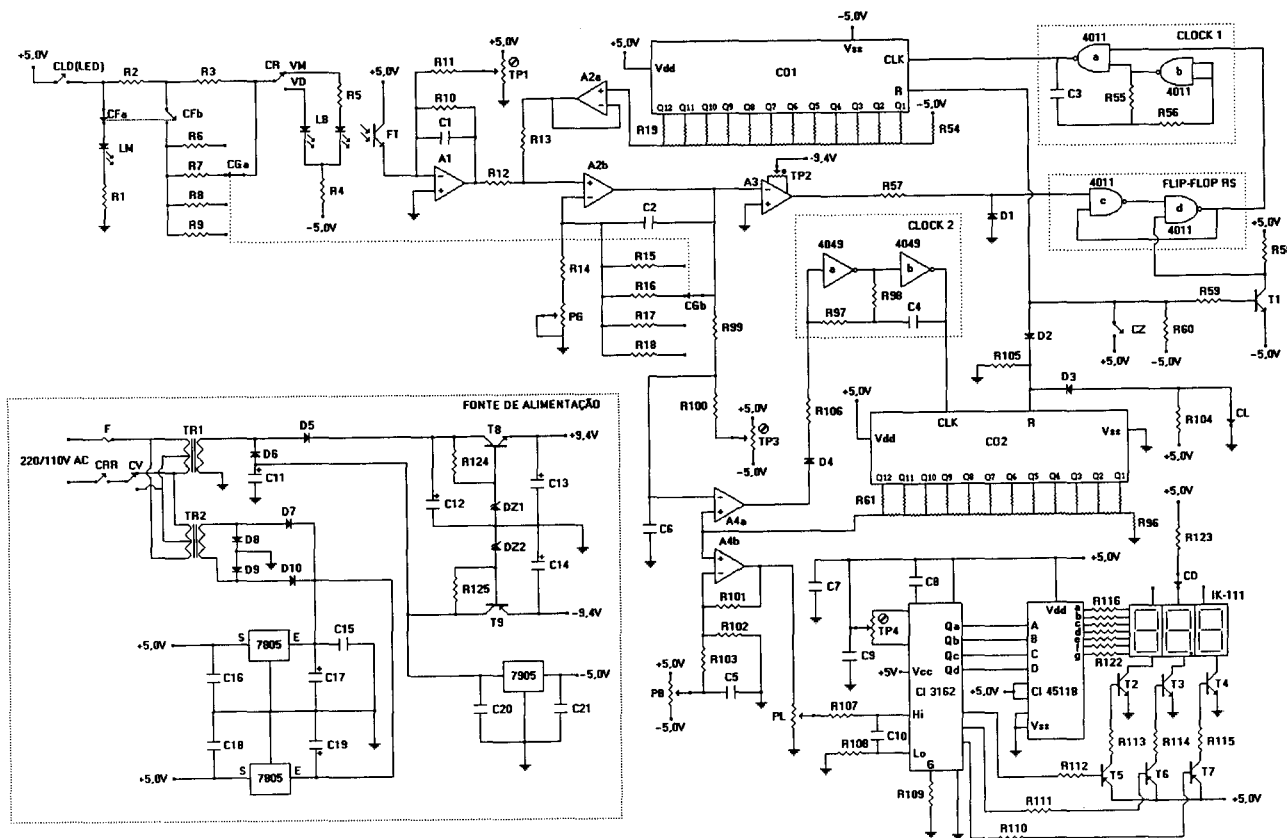 -5,0V
+5,0V
Vss
Vdd
CO1
CLK
R
Q12 Q11 Q10 Q9 Q8 Q7 Q6 Q5 Q4 Q3 Q2 Q1
R19
-5,0V
R54
4011
CLOCK 1
a
b
4011
C3
R55
R56
+5,0V
CLD(LED)
R2
R3
CR
VM
VD
R5
CFa
CFb
LM
R1
R6
R7
CGa
R8
R9
LB
R4
-5,0V
+5,0V
FT
R11
+5,0V
TP1
R10
C1
A1
R12
R13
A2a
A2b
C2
R14
PG
R15
R16
CGb
R17
R18
A3
-9,4V
TP2
R57
D1
4011
FLIP-FLOP RS
c
d
4011
+5,0V
R58
T1
-5,0V
R59
CZ
+5,0V
R60
-5,0V
CLOCK 2
4049
4049
a
b
R98
R97
C4
R99
R100
+5,0V
TP3
-5,0V
R106
D4
D2
R105
D3
R104
+5,0V
CL
+5,0V
CLK
R
Vdd
CO2
Vss
Q12 Q11 Q10 Q9 Q8 Q7 Q6 Q5 Q4 Q3 Q2 Q1
R61
R96
C6
A4a
A4b
R101
R102
R103
C5
PB
-5,0V
+5,0V
PL
R107
C10
R108
C7
C8
C9
TP4
+5V
Vcc
CI 3162
Hi
Lo
G
R109
Qa
Qb
Qc
Qd
+5,0V
Vdd
A
B
C
D
CI 4511B
+5,0V
Vss
a
b
c
d
e
f
g
R116
R122
+5,0V
R123
CD
IK-111
T2
T3
T4
R113
R114
R115
R112
T5
T6
T7
R111
R110
+5,0V
FONTE DE ALIMENTAÇÃO
F
TR1
220/110V AC
CRR
CV
TR2
D5
D6
C11
D7
D8
D9
D10
T8
+9,4V
R124
C12
DZ1
C13
DZ2
C14
R125
T9
-9,4V
+5,0V
S
7805
E
C15
C16
C17
C18
C19
+5,0V
S
7805
E
7905
-5,0V
C20
C21